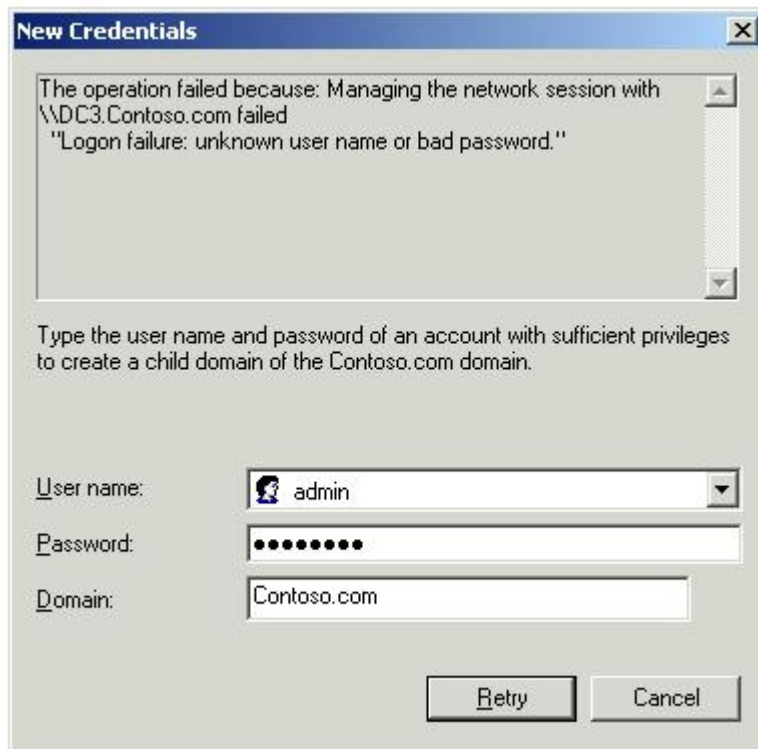 New Credentials
The operation failed because: Managing the network session with
\\DC3.Contoso.com failed
"Logon failure: unknown user name or bad password."
Type the user name and password of an account with sufficient privileges
to create a child domain of the Contoso.com domain.
User name:
admin
Password:
●●●●●●●●
Domain:
Contoso.com
Retry
Cancel